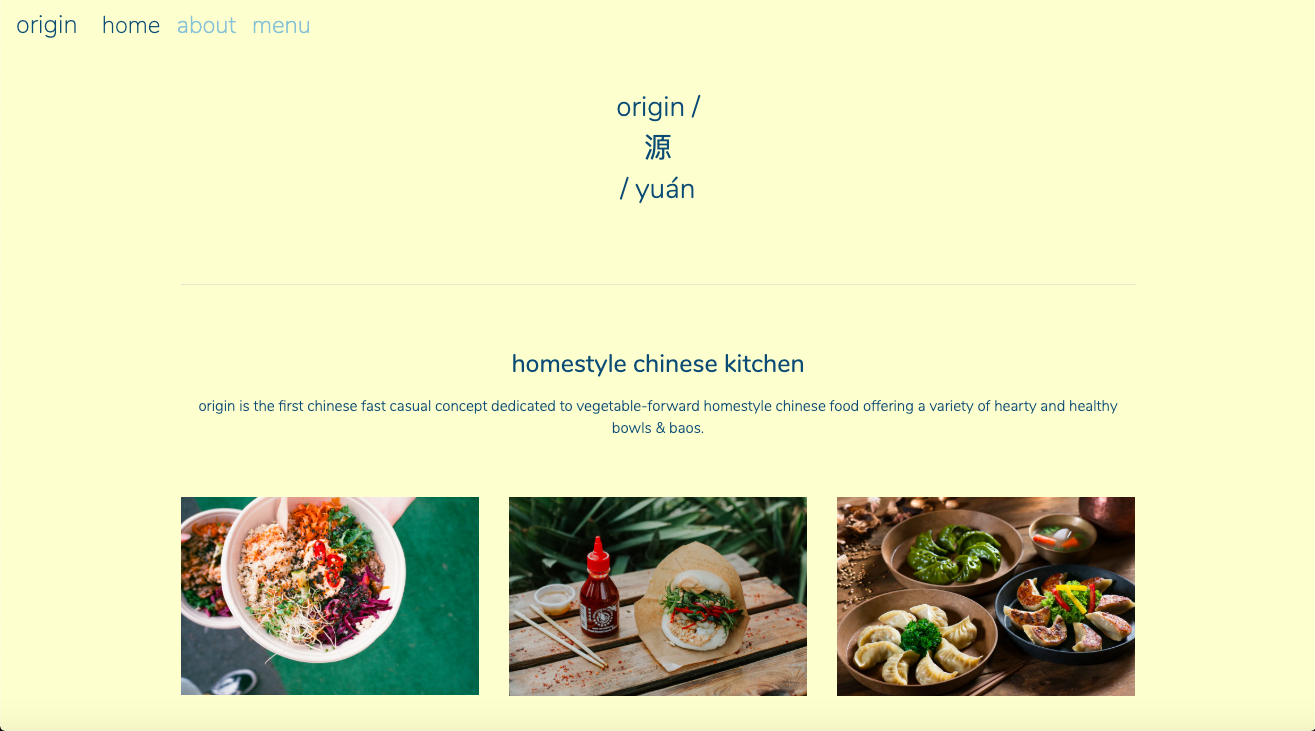 origin home about menu
origin /
源
/ yuán
homestyle chinese kitchen
origin is the first chinese fast casual concept dedicated to vegetable-forward homestyle chinese food offering a variety of hearty and healthy
bowls & baos.